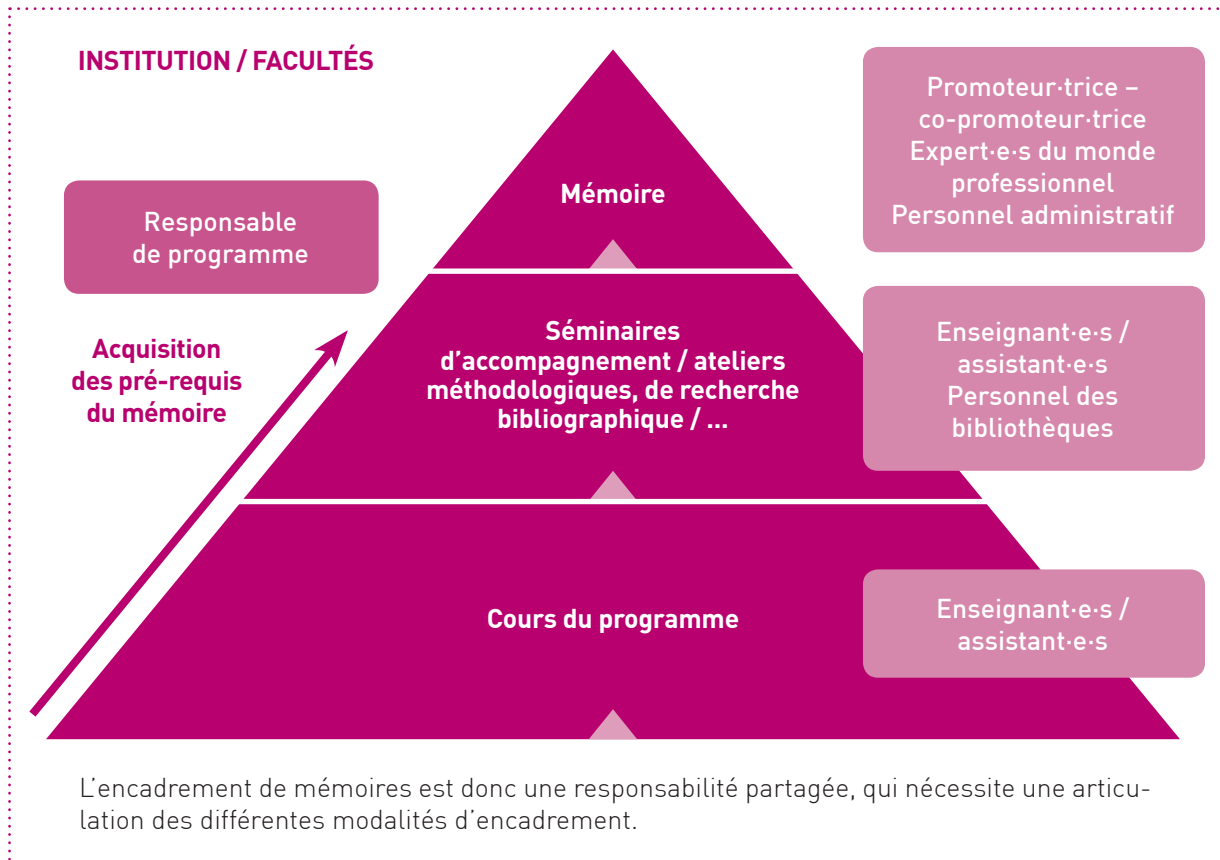 INSTITUTION / FACULTÉS
Promoteur·trice –
co-promoteur·trice
Expert·e·s du monde
professionnel
Personnel administratif
Mémoire
Responsable
de programme
Acquisition
des pré-requis
du mémoire
Séminaires
d’accompagnement / ateliers
méthodologiques, de recherche
bibliographique / ...
Enseignant·e·s /
assistant·e·s
Personnel des
bibliothèques
Cours du programme
Enseignant·e·s /
assistant·e·s
L’encadrement de mémoires est donc une responsabilité partagée, qui nécessite une articu-
lation des différentes modalités d’encadrement.